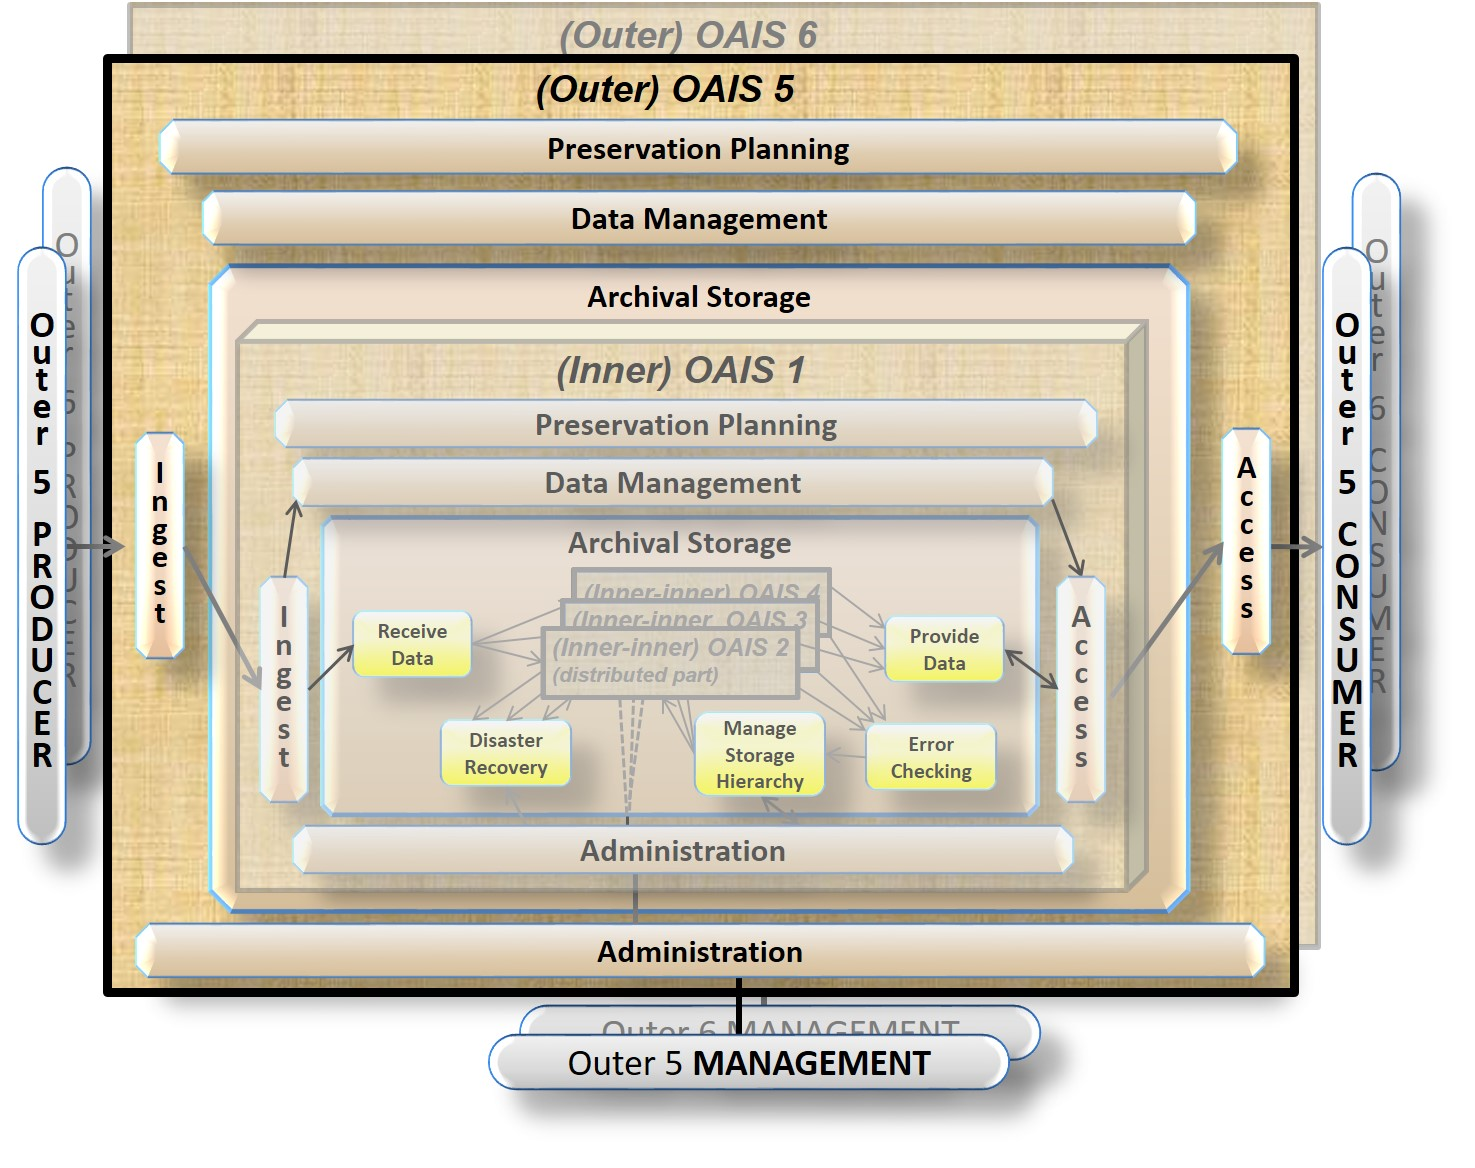 (Outer) OAIS 6
(Outer) OAIS 5
Preservation Planning
Data Management
Archival Storage
(Inner) OAIS 1
Preservation Planning
Data Management
Archival Storage
(Inner-inner) OAIS 4
(Inner-inner) OAIS 3
(Inner-inner) OAIS 2
(distributed part)
Receive
Data
Provide
Data
Disaster
Recovery
Manage
Storage
Hierarchy
Error
Checking
Ingest
Access
Administration
Ingest
Access
Administration
Outer 5 PRODUCER
Outer 6 PRODUCER
Outer 5 CONSUMER
Outer 6 CONSUMER
Outer 6 MANAGEMENT
Outer 5 MANAGEMENT